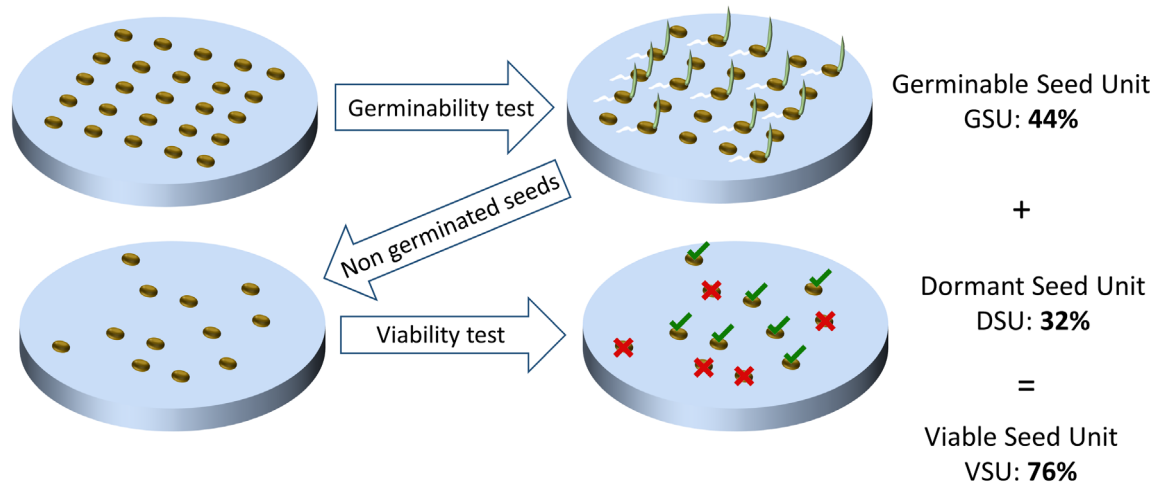 Germinability test
Germinable Seed Unit
GSU: 44%
+
Non germinated seeds
Dormant Seed Unit
DSU: 32%
Viability test
=
Viable Seed Unit
VSU: 76%